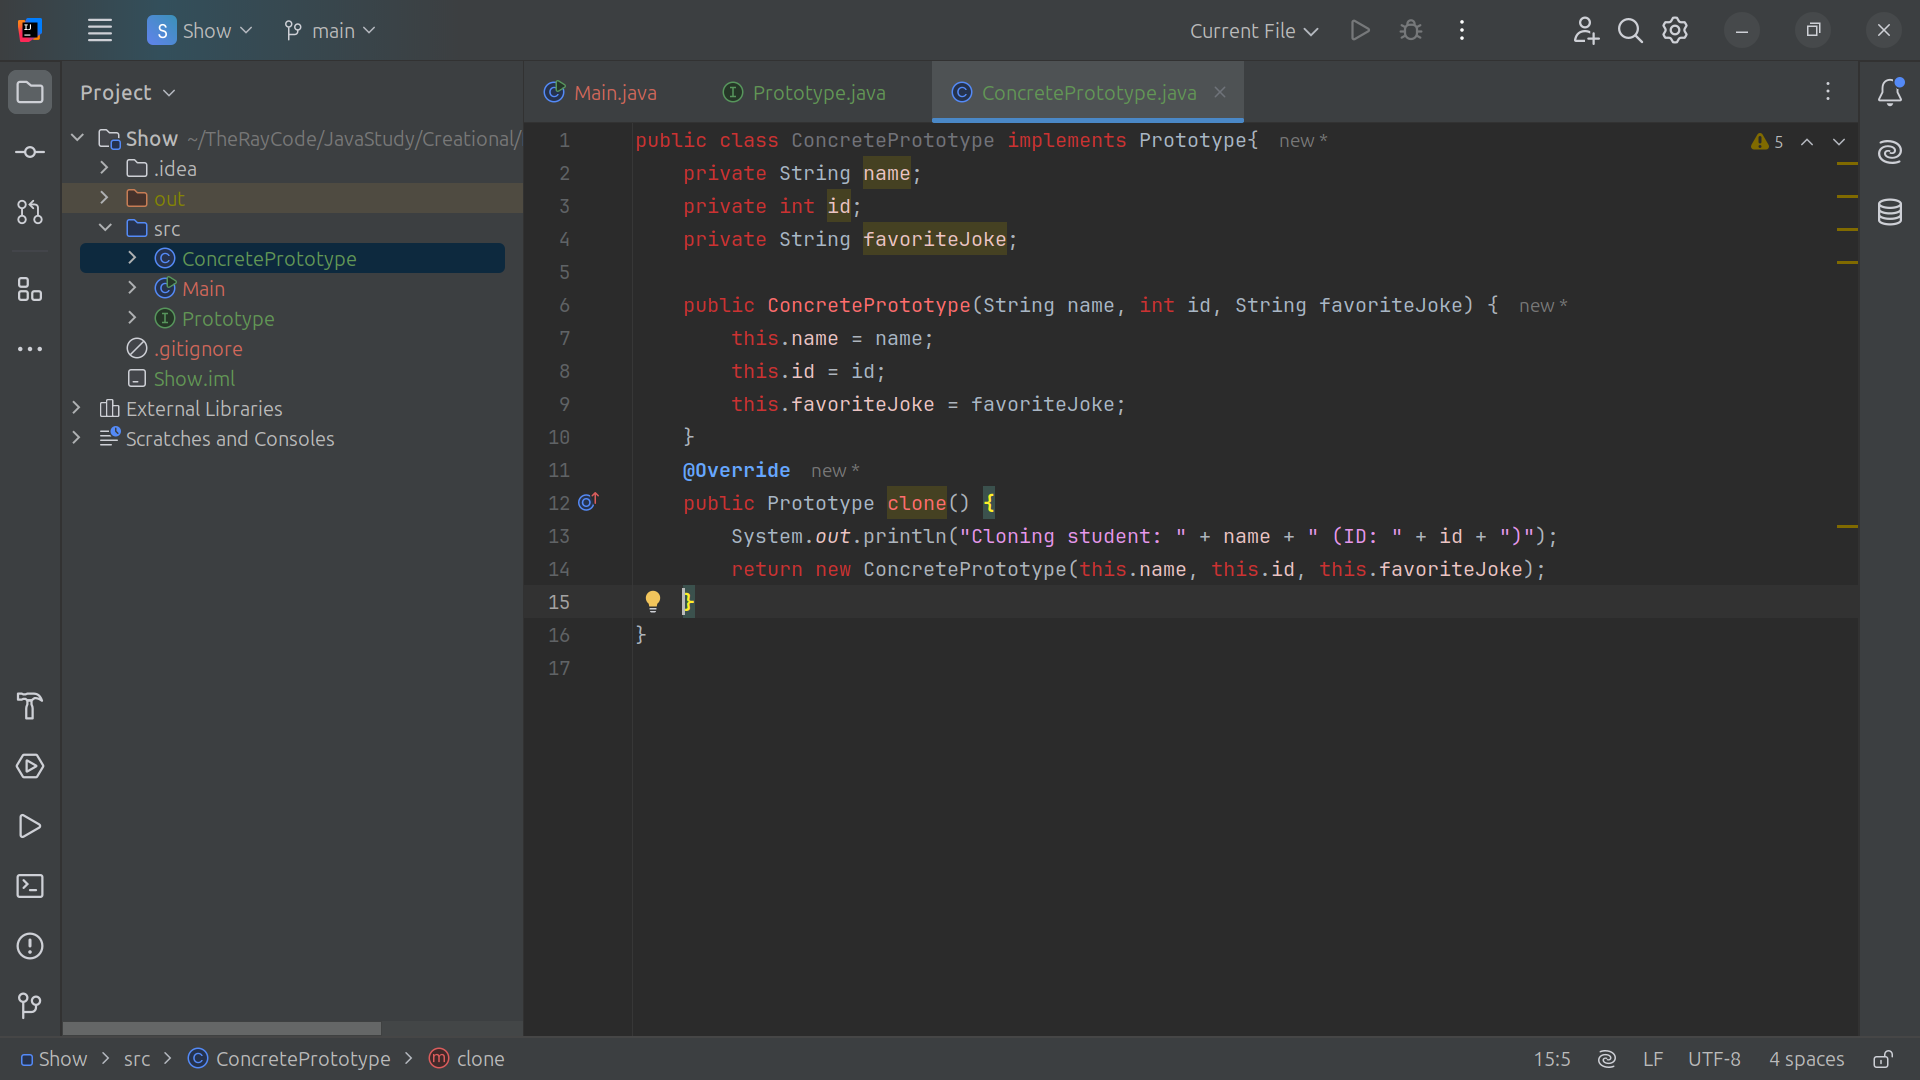 S Show main Current File
Project
Main.java Prototype.java ConcretePrototype.java
Show ~/TheRayCode/JavaStudy/Creational/
.idea
out
src
ConcretePrototype
Main
Prototype
.gitignore
Show.iml
External Libraries
Scratches and Consoles
1 public class ConcretePrototype implements Prototype{ new * 5
2 private String name;
3 private int id;
4 private String favoriteJoke;
5
6 public ConcretePrototype(String name, int id, String favoriteJoke) { new *
7 this.name = name;
8 this.id = id;
9 this.favoriteJoke = favoriteJoke;
10 }
11 @Override new *
12 public Prototype clone() {
13 System.out.println("Cloning student: " + name + " (ID: " + id + ")");
14 return new ConcretePrototype(this.name, this.id, this.favoriteJoke);
15 }
16 }
17
Show > src > ConcretePrototype > clone 15:5 LF UTF-8 4 spaces